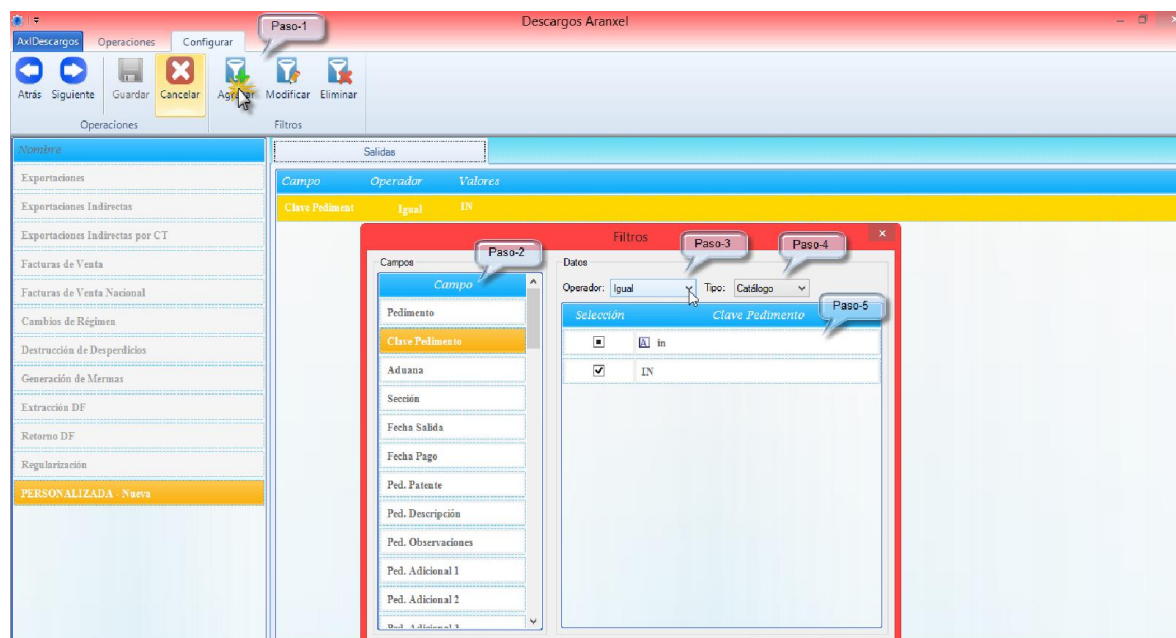 Descargos Aranxel
Paso-1
AxlDescargos Operaciones Configurar
Atrás Siguiente Guardar Cancelar Agregar Modificar Eliminar
Operaciones Filtros
Nombre
Exportaciones
Exportaciones Indirectas
Exportaciones Indirectas por CT
Facturas de Venta
Facturas de Venta Nacional
Cambios de Régimen
Destrucción de Desperdicios
Generación de Mermas
Extracción DF
Retorno DF
Regularización
PERSONALIZADA - Nueva
Salidas
Campo Operador Valores
Clave Pediment Igual IN
Filtros
Paso-2 Paso-3 Paso-4
Campos
Campo
Pedimento
Clave Pedimento
Aduana
Sección
Fecha Salida
Fecha Pago
Ped. Patente
Ped. Descripción
Ped. Observaciones
Ped. Adicional 1
Ped. Adicional 2
Ped. Adicional 3
Datos
Operador: Igual Tipo: Catálogo
Paso-5
Selección Clave Pedimento
A in
IN